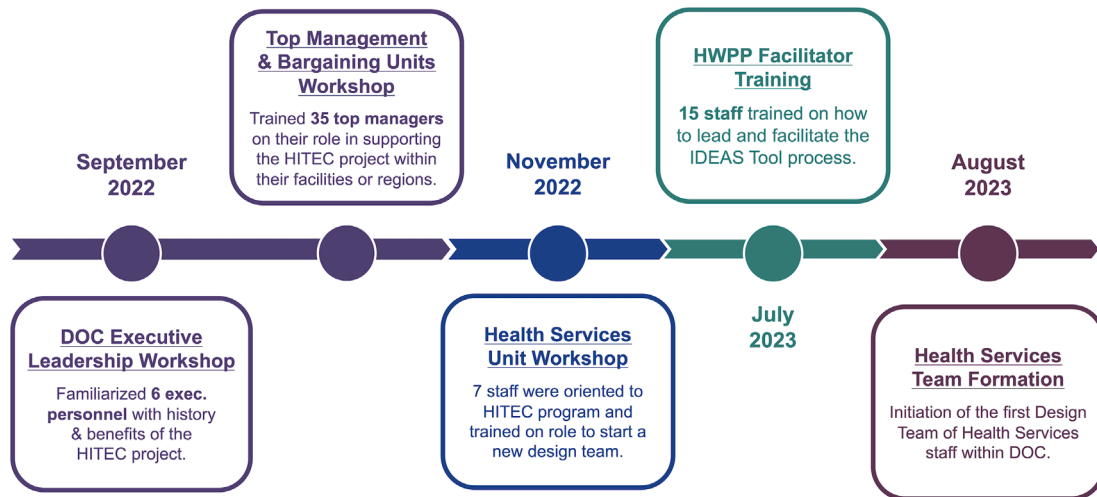 September
2022
DOC Executive
Leadership Workshop
Familiarized 6 exec.
personnel with history
& benefits of the
HITEC project.
Top Management
& Bargaining Units
Workshop
Trained 35 top managers
on their role in supporting
the HITEC project within
their facilities or regions.
November
2022
Health Services
Unit Workshop
7 staff were oriented to
HITEC program and
trained on role to start a
new design team.
HWPP Facilitator
Training
15 staff trained on how
to lead and facilitate the
IDEAS Tool process.
July
2023
August
2023
Health Services
Team Formation
Initiation of the first Design
Team of Health Services
staff within DOC.